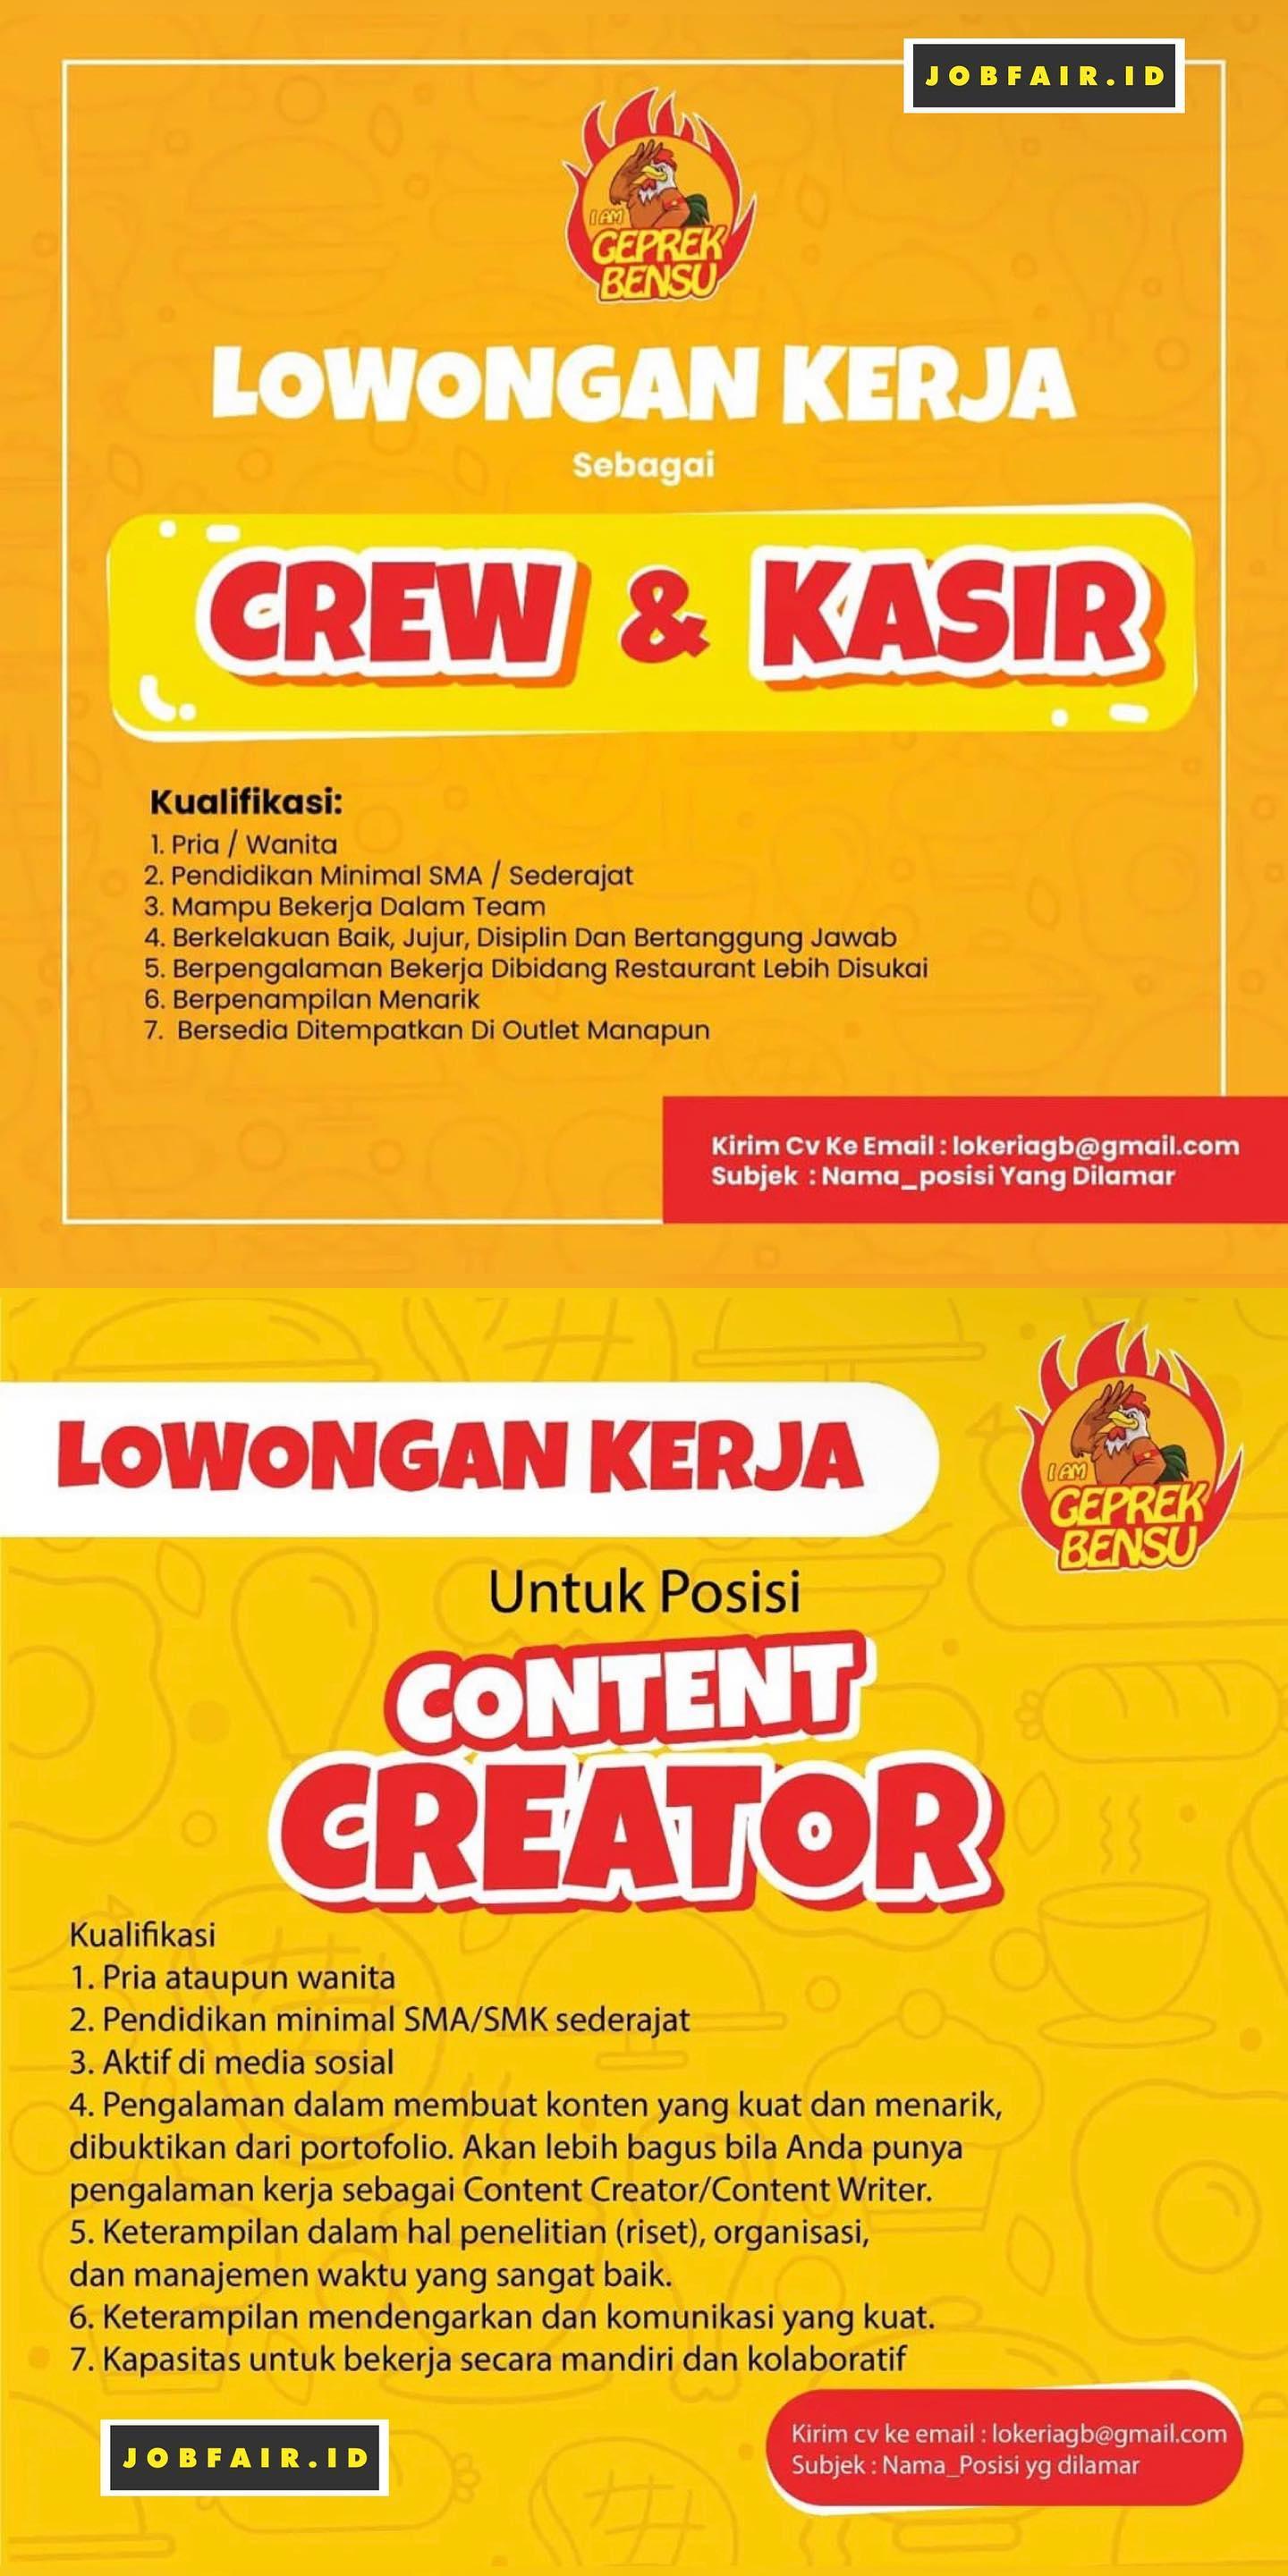 JOBFAIR.ID
I AM
GEPREK
BENSU
LOWONGAN KERJA
Sebagai
CREW & KASIR
Kualifikasi:
1. Pria / Wanita
2. Pendidikan Minimal SMA / Sederajat
3. Mampu Bekerja Dalam Team
4. Berkelakuan Baik, Jujur, Disiplin Dan Bertanggung Jawab
5. Berpengalaman Bekerja Dibidang Restaurant Lebih Disukai
6. Berpenampilan Menarik
7. Bersedia Ditempatkan Di Outlet Manapun
Kirim Cv Ke Email : lokeriagb@gmail.com
Subjek : Nama_posisi Yang Dilamar
LOWONGAN KERJA
I AM
GEPREK
BENSU
Untuk Posisi
CONTENT
CREATOR
Kualifikasi
1. Pria ataupun wanita
2. Pendidikan minimal SMA/SMK sederajat
3. Aktif di media sosial
4. Pengalaman dalam membuat konten yang kuat dan menarik,
dibuktikan dari portofolio. Akan lebih bagus bila Anda punya
pengalaman kerja sebagai Content Creator/Content Writer.
5. Keterampilan dalam hal penelitian (riset), organisasi,
dan manajemen waktu yang sangat baik.
6. Keterampilan mendengarkan dan komunikasi yang kuat.
7. Kapasitas untuk bekerja secara mandiri dan kolaboratif
JOBFAIR.ID
Kirim cv ke email : lokeriagb@gmail.com
Subjek : Nama_Posisi yg dilamar